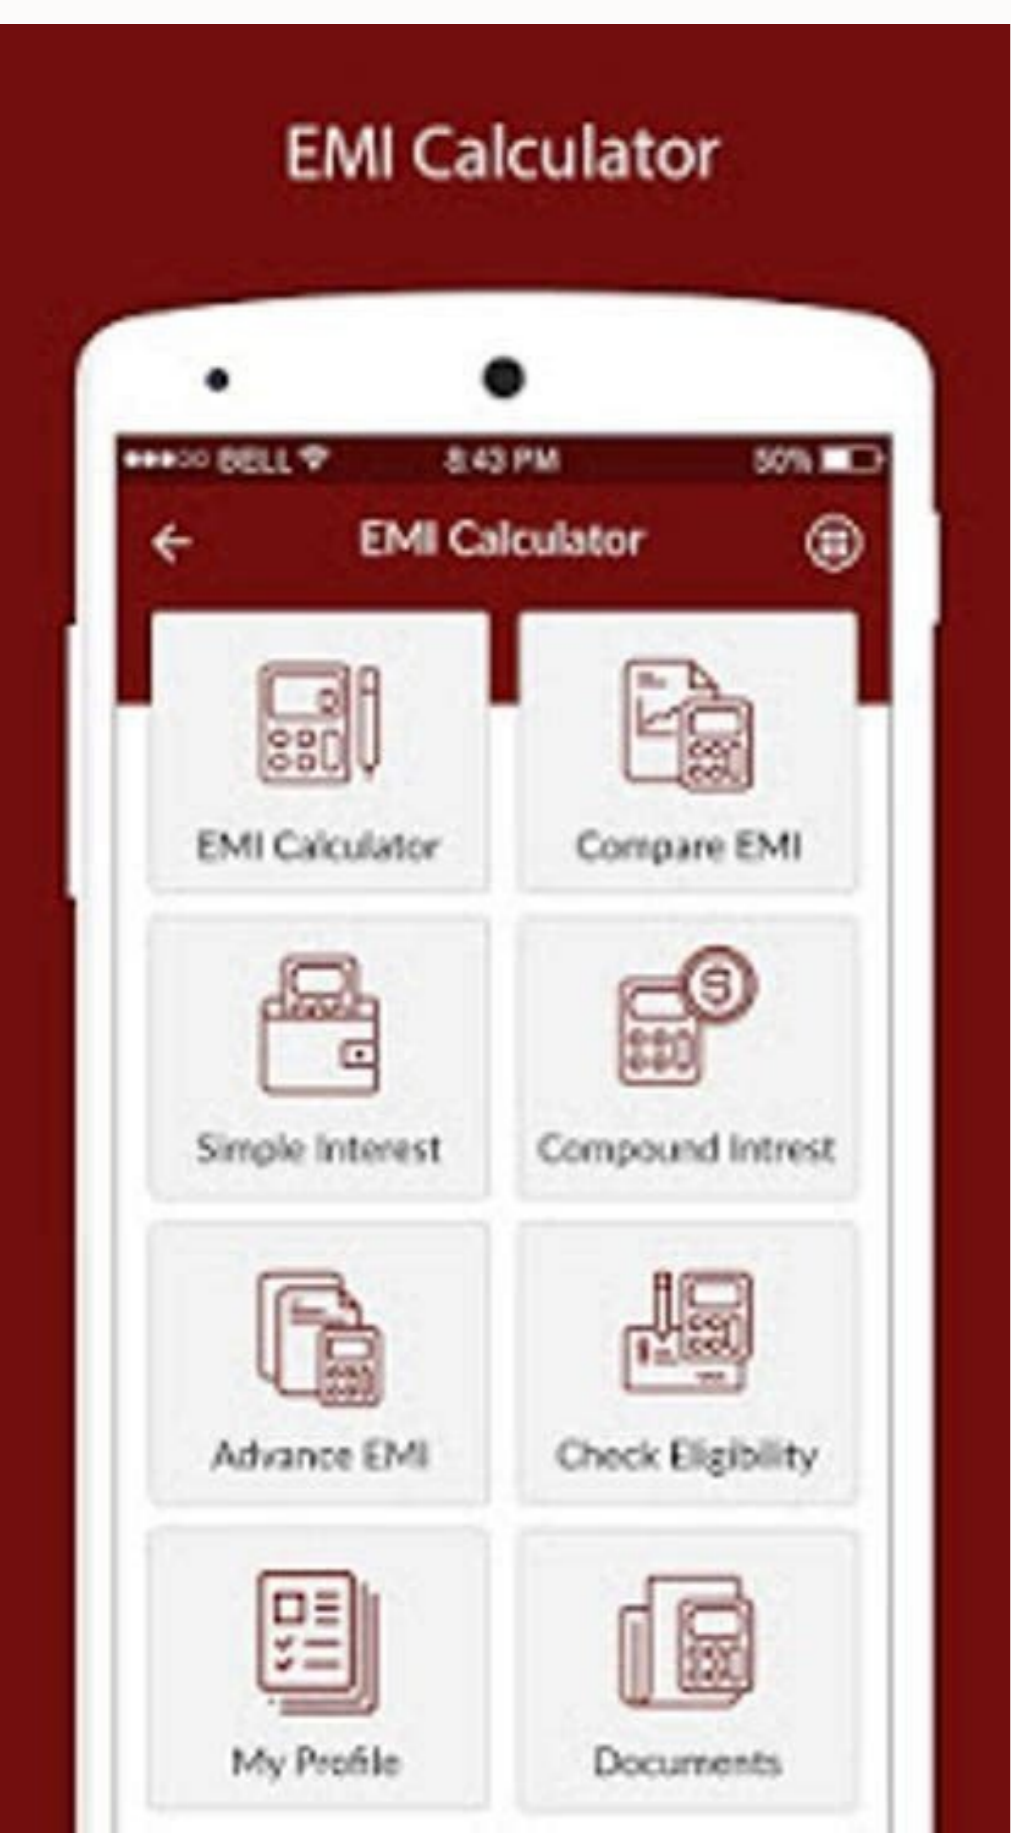 EMI Calculator
BELL 8:43 PM 50%
EMI Calculator
EMI Calculator Compare EMI
Simple Interest Compound Intrest
Advance EMI Check Eligibility
My Profile Documents